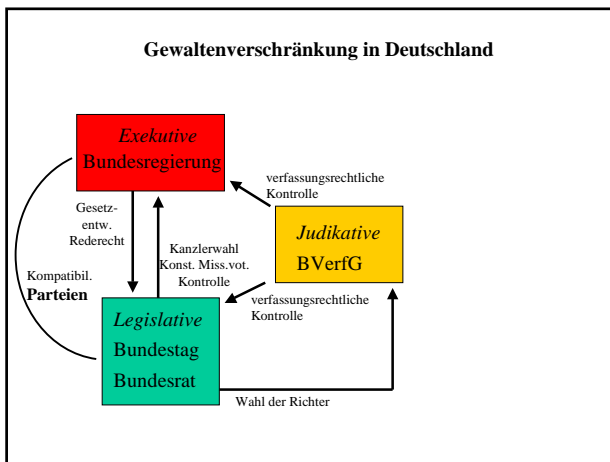 Gewaltenverschränkung in Deutschland
Exekutive
Bundesregierung
verfassungsrechtliche
Kontrolle
Gesetz-
entw.
Rederecht
Kanzlerwahl
Konst. Miss.vot.
Kontrolle
Judikative
BVerfG
Kompatibil.
Parteien
verfassungsrechtliche
Kontrolle
Legislative
Bundestag
Bundesrat
Wahl der Richter